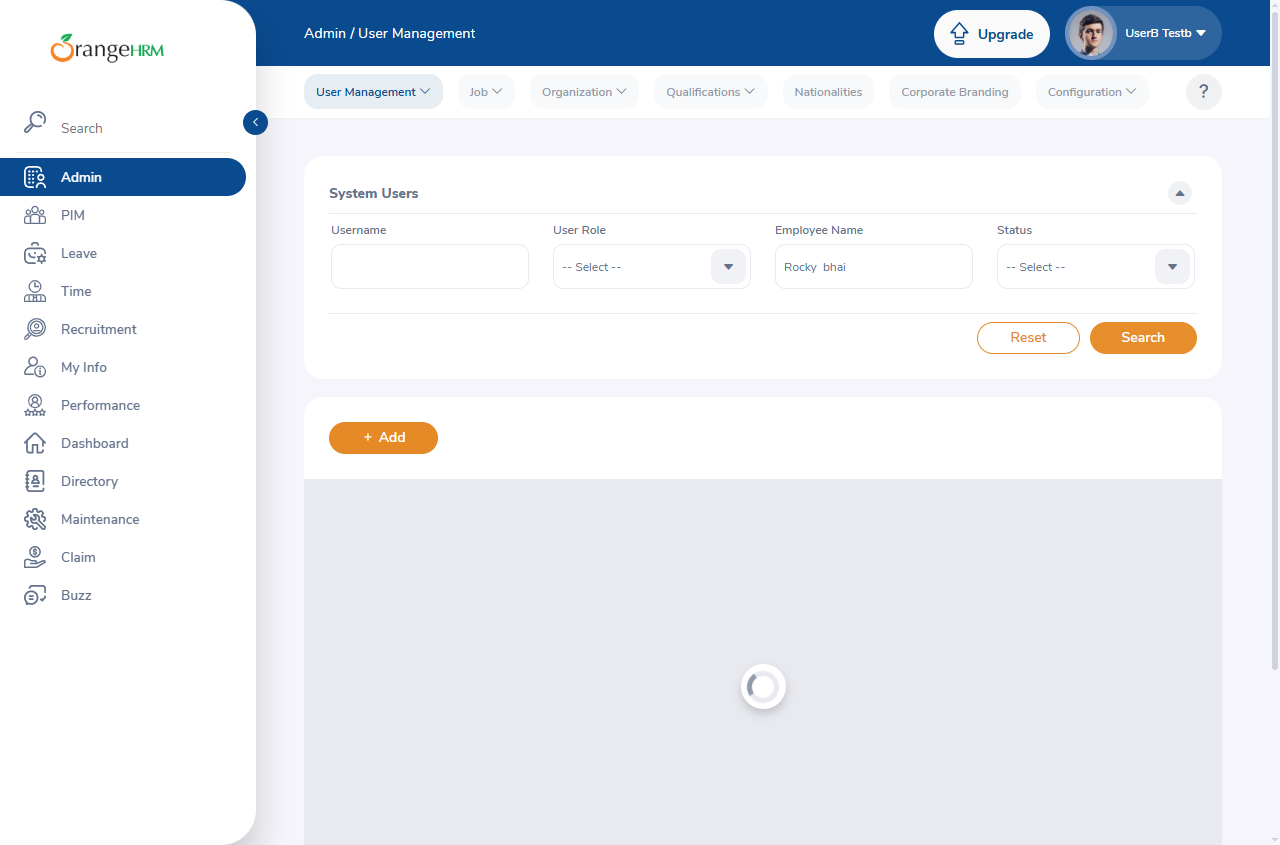 OrangeHRM
Search
Admin
PIM
Leave
Time
Recruitment
My Info
Performance
Dashboard
Directory
Maintenance
Claim
Buzz
Admin / User Management
Upgrade
UserB Testb
User Management
Job
Organization
Qualifications
Nationalities
Corporate Branding
Configuration
?
System Users
Username
User Role
Employee Name
Status
-- Select --
Rocky  bhai
-- Select --
Reset
Search
+ Add